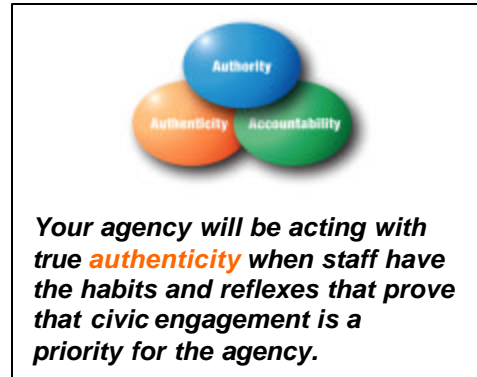 Authority
Authenticity Accountability
Your agency will be acting with
true authenticity when staff have
the habits and reflexes that prove
that civic engagement is a
priority for the agency.